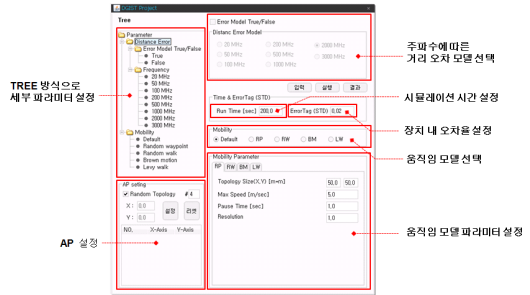 DGIST Project
Tree
Parameter
Distance Error
Error Model True/False
True
False
Frequency
20 MHz
50 MHz
100 MHz
200 MHz
500 MHz
1000 MHz
2000 MHz
3000 MHz
Mobility
Default
Random waypoint
Random walk
Brown motion
Levy walk
AP seting
Random Topology # 4
X : 0,0
Y : 0,0
설정 리셋
NO. X-Axis Y-Axis
Error Model True/False
Distanc Error Model
20 MHz 200 MHz 2000 MHz
50 MHz 500 MHz 3000 MHz
100 MHz 1000 MHz
입력 실행 결과
Time & ErrorTag (STD)
Run Time [sec] 200,0 ErrorTag (STD) 0,02
Mobility
Default RP RW BM LW
Mobility Parameter
RP RW BM LW
Topology Size(X,Y) [m×m] 50,0 50,0
Max Speed [m/sec] 5,0
Pause Time [sec] 1,0
Resolution 1,0
TREE 방식으로
세부 파라미터 설정
AP 설정
주파수에 따른
거리 오차 모델 선택
시뮬레이션 시간 설정
장치 내 오차율 설정
움직임 모델 선택
움직임 모델 파라미터 설정